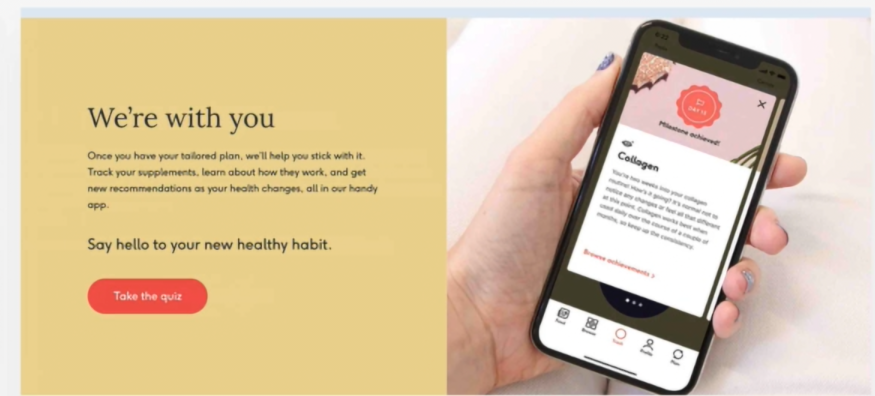 We're with you
Once you have your tailored plan, we'll help you stick with it.
Track your supplements, learn about how they work, and get
new recommendations as your health changes, all in our handy
app.
Say hello to your new healthy habit.
Take the quiz
Milestone achieved!
Collagen
You're two weeks into your collagen
routine! How's it going? It's normal not to
notice any changes or feel all that different
at this point. Collagen works best when
used daily over the course of a couple of
months, so keep up the consistency.
Browse achievements >
Browse
Track
Profile